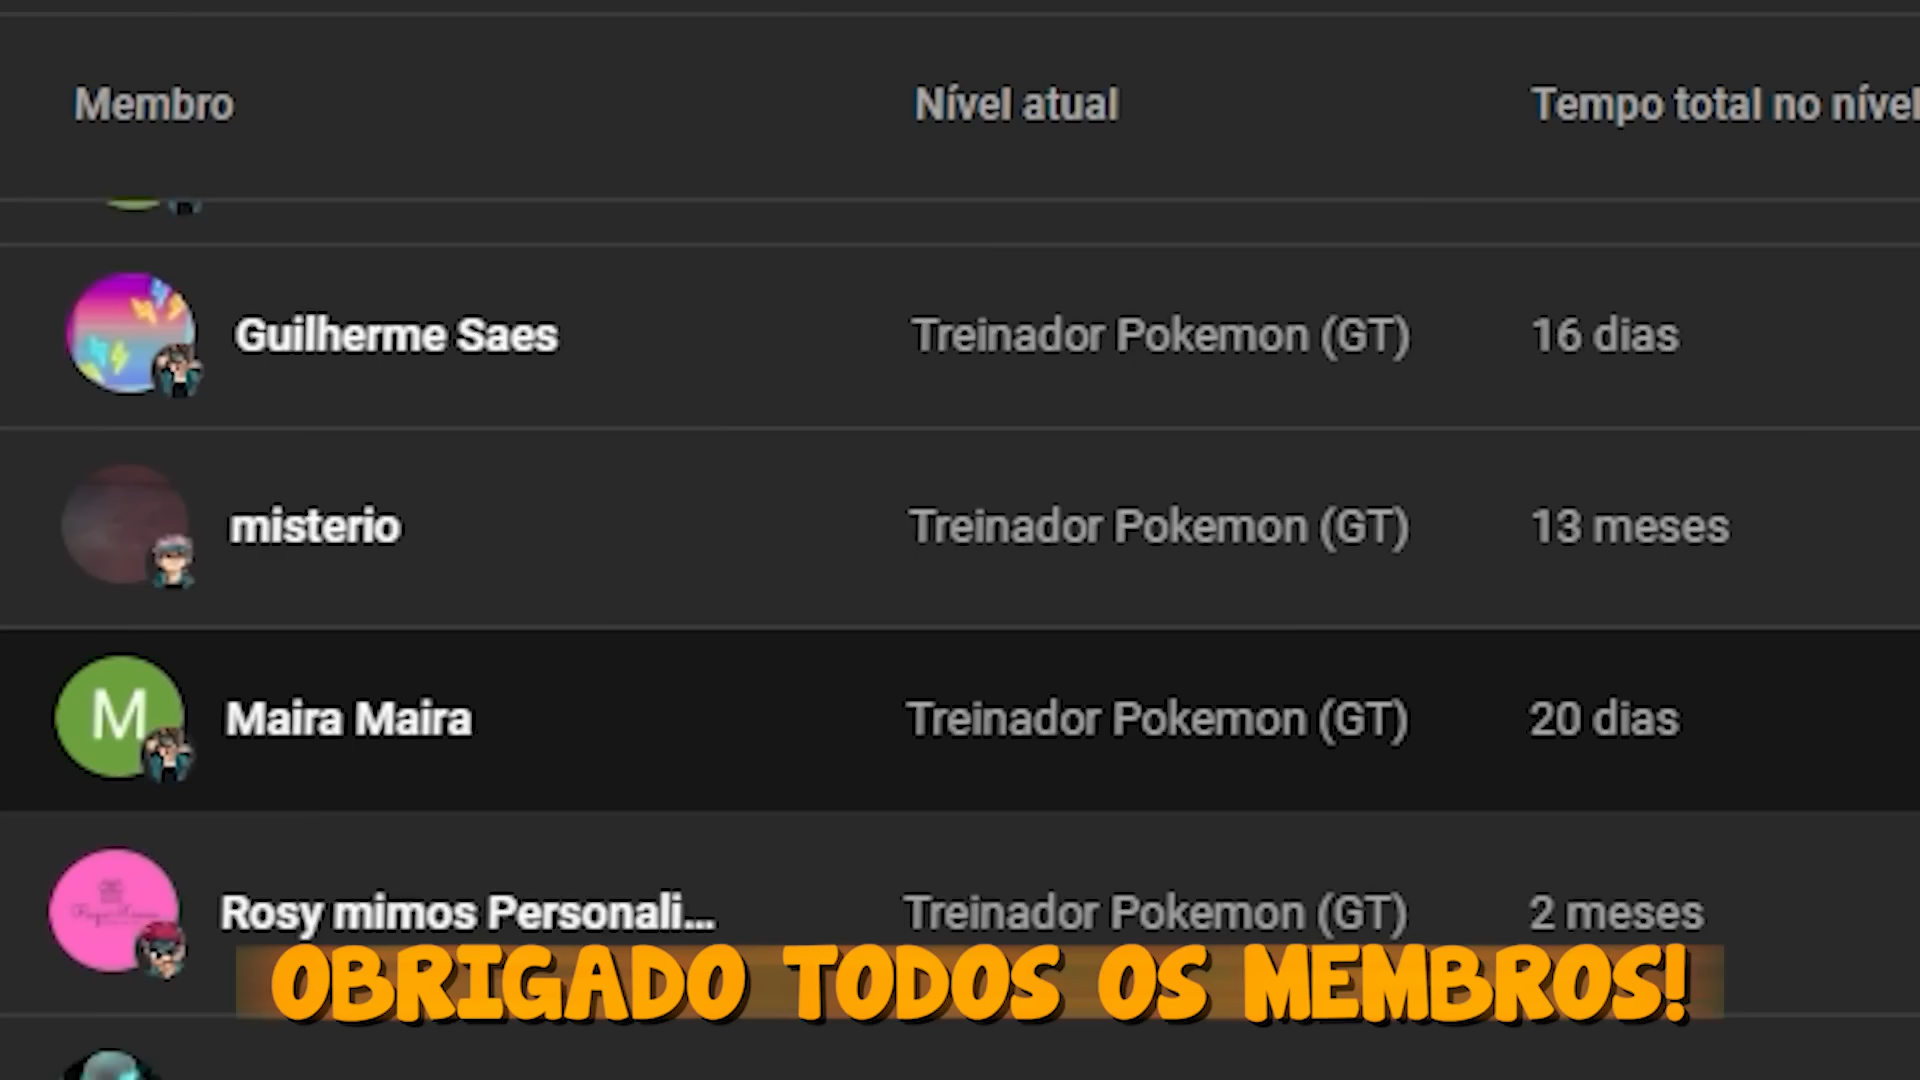 Membro Nível atual Tempo total no nível
Guilherme Saes Treinador Pokemon (GT) 16 dias
misterio Treinador Pokemon (GT) 13 meses
M Maira Maira Treinador Pokemon (GT) 20 dias
Rosy mimos Personali... Treinador Pokemon (GT) 2 meses
OBRIGADO TODOS OS MEMBROS!